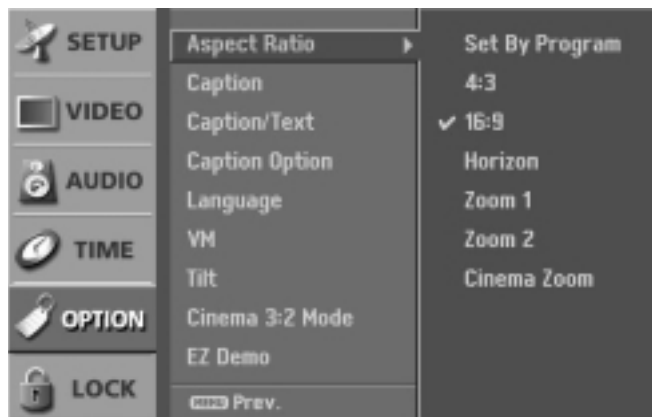 SETUP
VIDEO
AUDIO
TIME
OPTION
LOCK
Aspect Ratio
Caption
Caption/Text
Caption Option
Language
VM
Tilt
Cinema 3:2 Mode
EZ Demo
MENU Prev.
Set By Program
4:3
16:9
Horizon
Zoom 1
Zoom 2
Cinema Zoom